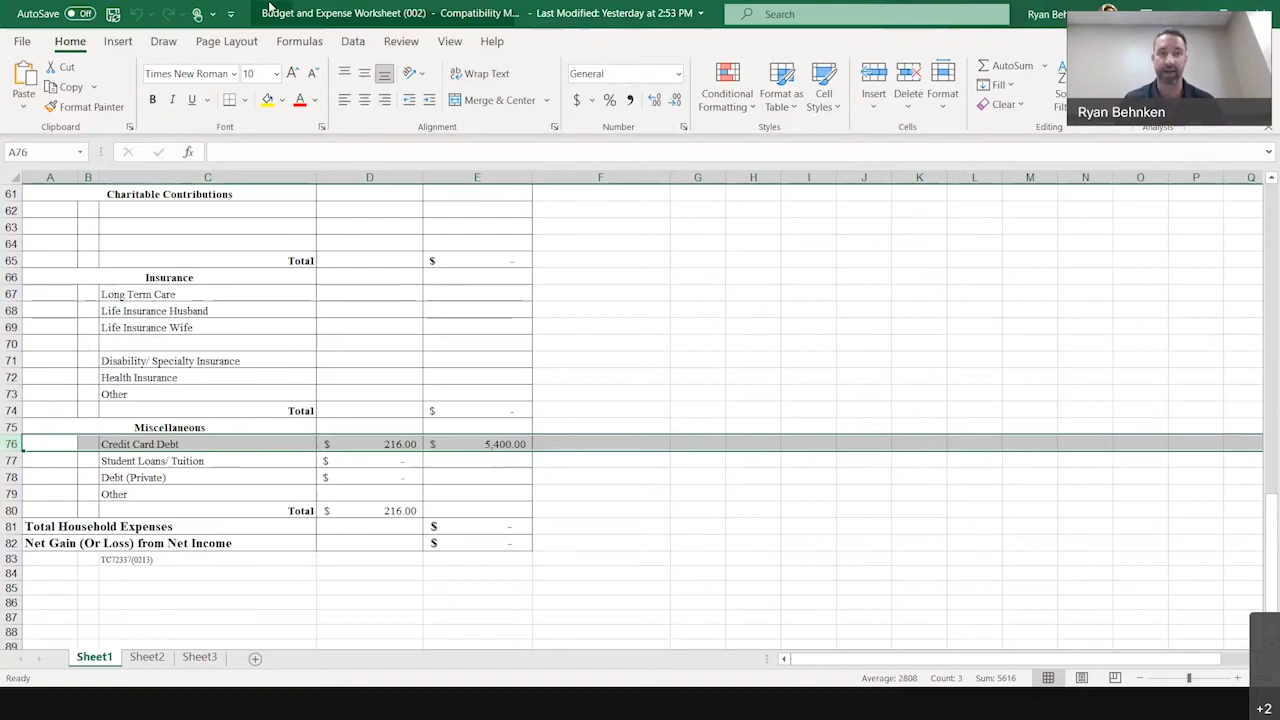 AutoSave Off Budget and Expense Worksheet (002) - Compatibility M... - Last Modified: Yesterday at 2:53 PM Search Ryan Be
File Home Insert Draw Page Layout Formulas Data Review View Help
Paste Cut Copy Format Painter
Times New Roman 10
B I U
Wrap Text
Merge & Center
General
$ % ,
Conditional Formatting
Format as Table
Cell Styles
Insert Delete Format
AutoSum
Fill
Clear
Clipboard Font Alignment Number Styles Cells Editing Analysis
Ryan Behnken
A76 fx
A B C D E F G H I J K L M N O P Q
61 Charitable Contributions
62
63
64
65 Total $ -
66 Insurance
67 Long Term Care
68 Life Insurance Husband
69 Life Insurance Wife
70
71 Disability/ Specialty Insurance
72 Health Insurance
73 Other
74 Total $ -
75 Miscellaneous
76 Credit Card Debt $ 216.00 $ 5,400.00
77 Student Loans/ Tuition $ -
78 Debt (Private) $ -
79 Other
80 Total $ 216.00
81 Total Household Expenses $ -
82 Net Gain (Or Loss) from Net Income $ -
83 TC72337(0213)
84
85
86
87
88
89
Sheet1 Sheet2 Sheet3
Ready Average: 2808 Count: 3 Sum: 5616
+2